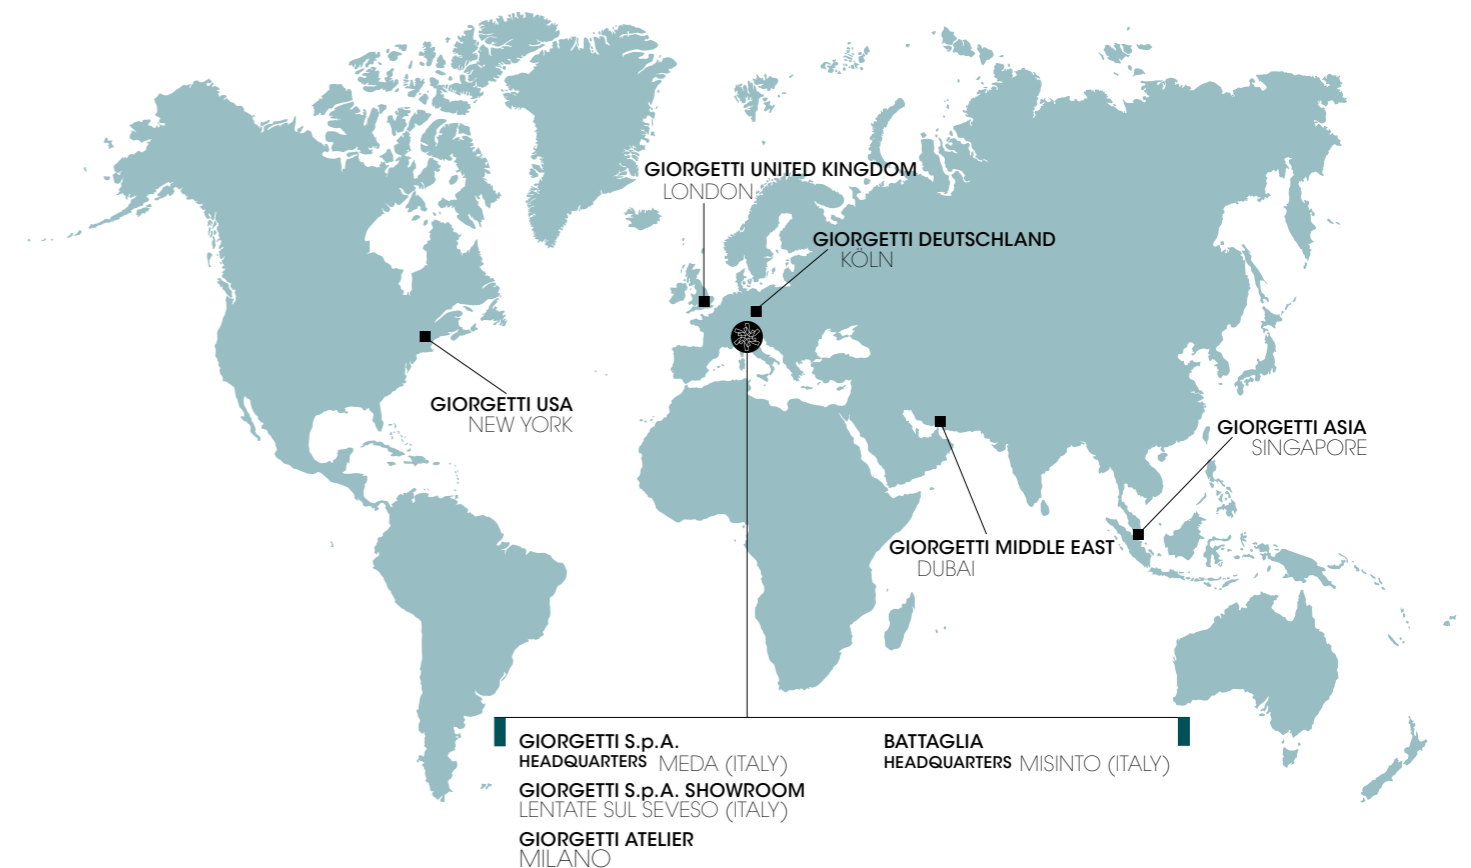 GIORGETTI UNITED KINGDOM
LONDON
GIORGETTI DEUTSCHLAND
KÖLN
GIORGETTI USA
NEW YORK
GIORGETTI ASIA
SINGAPORE
GIORGETTI MIDDLE EAST
DUBAI
GIORGETTI S.p.A.
HEADQUARTERS MEDA (ITALY)
GIORGETTI S.p.A. SHOWROOM
LENTATE SUL SEVESO (ITALY)
GIORGETTI ATELIER
MILANO
BATTAGLIA
HEADQUARTERS MISINTO (ITALY)